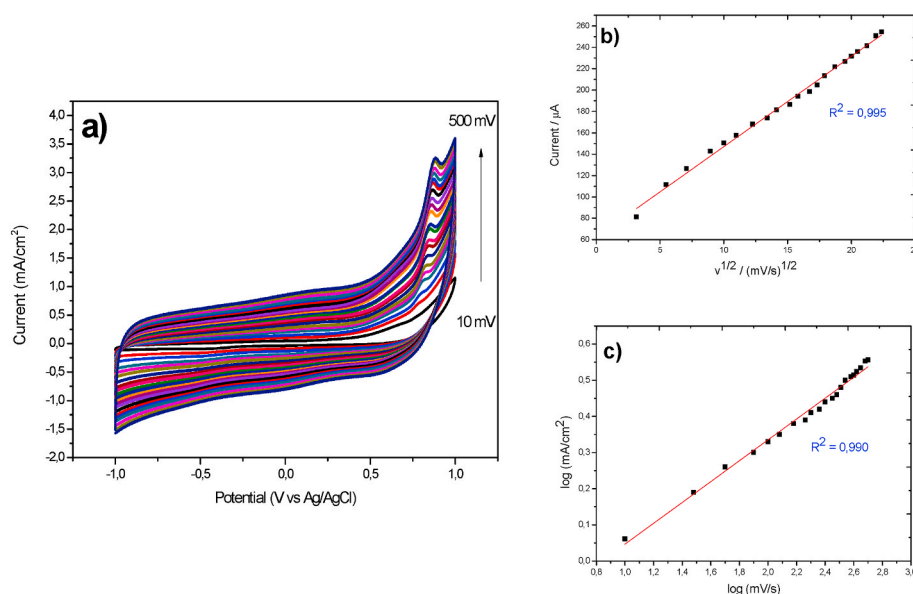 a)
500 mV
10 mV
4,0
3,5
3,0
2,5
2,0
1,5
1,0
0,5
0,0
-0,5
-1,0
-1,5
-2,0
Current (mA/cm²)
-1,0 -0,5 0,0 0,5 1,0
Potential (V vs Ag/AgCl)
b)
R² = 0,995
260
240
220
200
180
160
140
120
100
80
60
Current / µA
0 5 10 15 20 25
v^1/2 / (mV/s)^1/2
c)
R² = 0,990
0,6
0,5
0,4
0,3
0,2
0,1
0,0
log (mA/cm²)
0,8 1,0 1,2 1,4 1,6 1,8 2,0 2,2 2,4 2,6 2,8 3,0
log (mV/s)